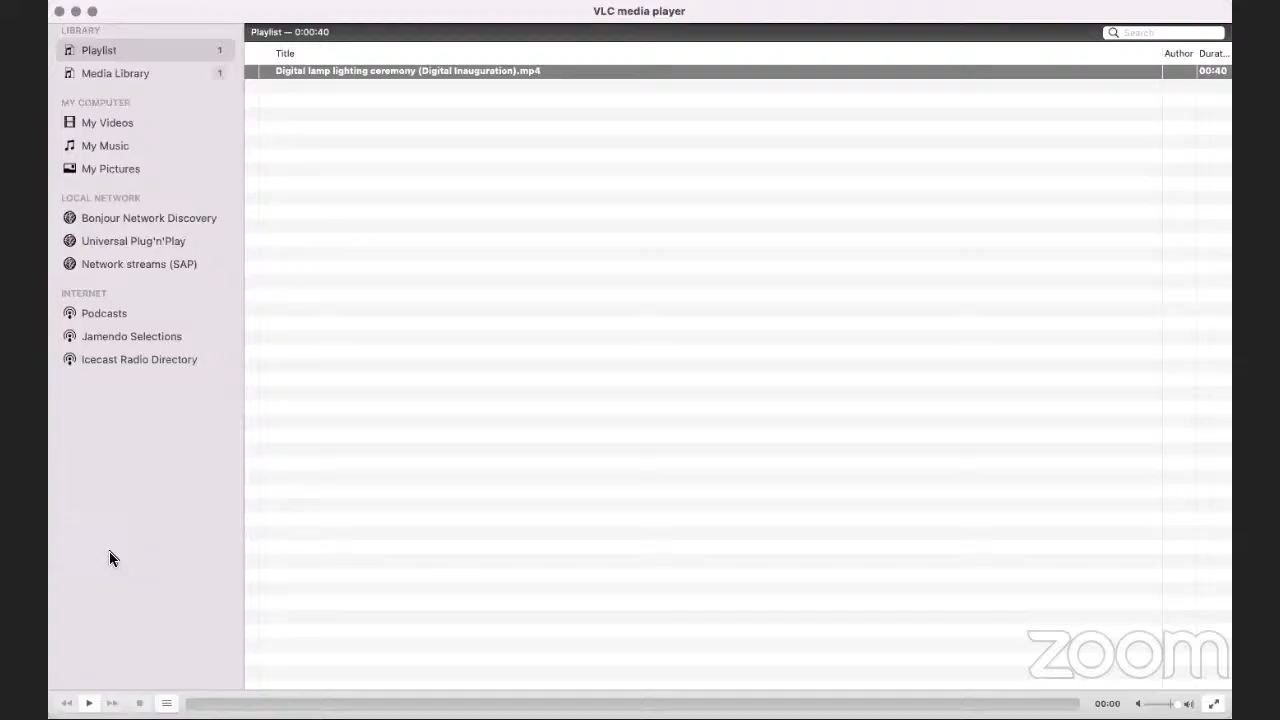 VLC media player
LIBRARY
Playlist 1
Media Library 1
MY COMPUTER
My Videos
My Music
My Pictures
LOCAL NETWORK
Bonjour Network Discovery
Universal Plug'n'Play
Network streams (SAP)
INTERNET
Podcasts
Jamendo Selections
Icecast Radio Directory
Playlist — 0:00:40
Search
Title Author Durat...
Digital lamp lighting ceremony (Digital Inauguration).mp4 00:40
zoom
00:00